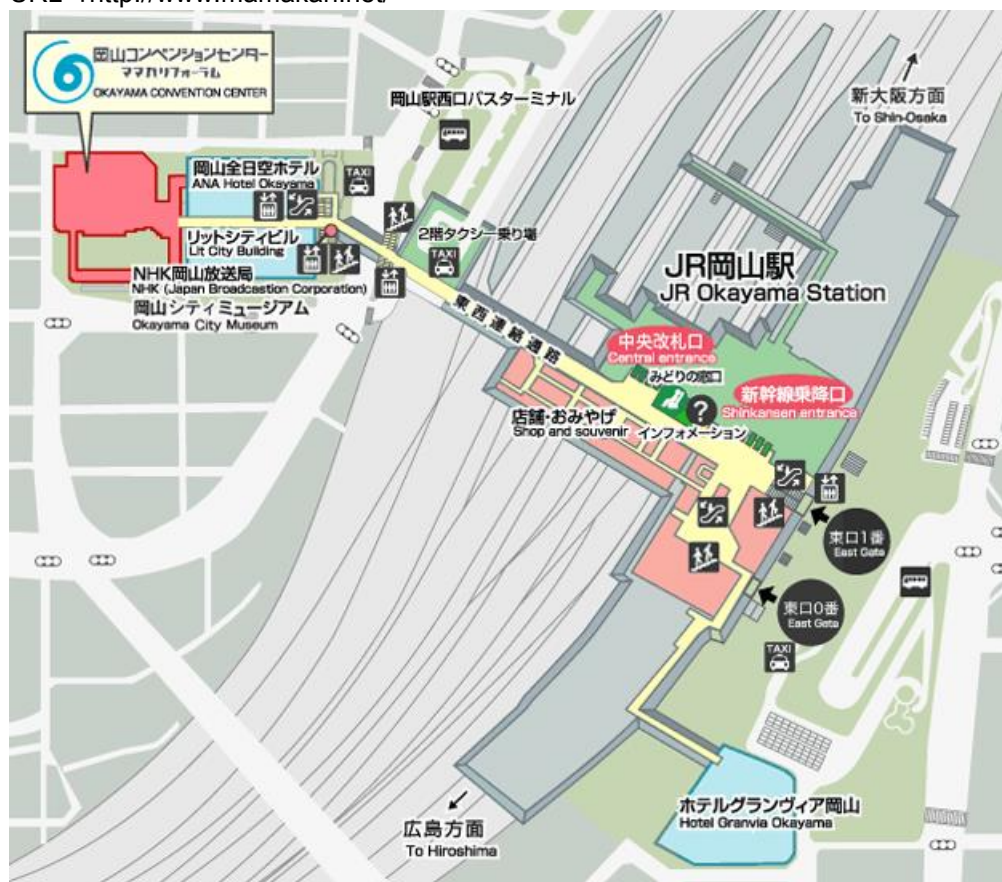 URL :http://www.mamakari.net/
岡山コンベンションセンター
ママカリフォーラム
OKAYAMA CONVENTION CENTER
岡山駅西口バスターミナル
新大阪方面
To Shin-Osaka
岡山全日空ホテル
ANA Hotel Okayama
TAXI
2階タクシー乗り場
TAXI
リットシティビル
Lit City Building
NHK岡山放送局
NHK (Japan Broadcastion Corporation)
岡山シティミュージアム
Okayama City Museum
東西連絡通路
JR岡山駅
JR Okayama Station
中央改札口
Central entrance
みどりの窓口
新幹線乗降口
Shinkansen entrance
?
店舗・おみやげ
Shop and souvenir
インフォメーション
東口1番
East Gate
東口0番
East Gate
TAXI
ホテルグランヴィア岡山
Hotel Granvia Okayama
広島方面
To Hiroshima